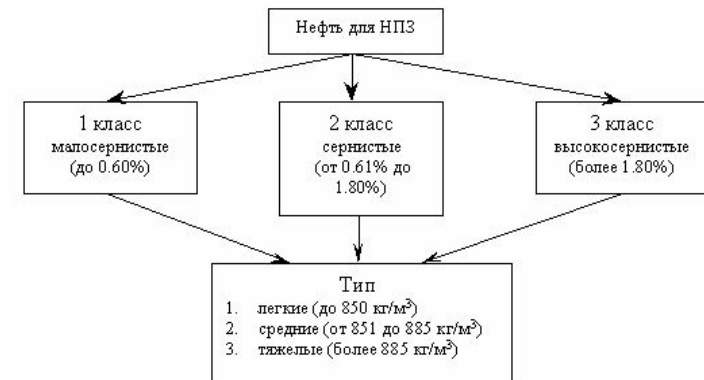 Нефть для НПЗ
1 класс
малосернистые
(до 0.60%)
2 класс
сернистые
(от 0.61% до
1.80%)
3 класс
высокосернистые
(более 1.80%)
Тип
1. легкие (до 850 кг/м³)
2. средние (от 851 до 885 кг/м³)
3. тяжелые (более 885 кг/м³)